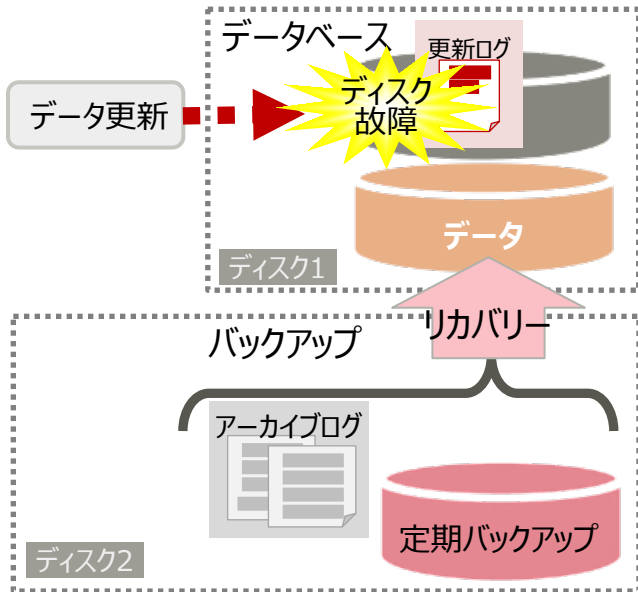 データベース
更新ログ
データ更新
ディスク
故障
データ
ディスク1
リカバリー
バックアップ
アーカイブログ
定期バックアップ
ディスク2